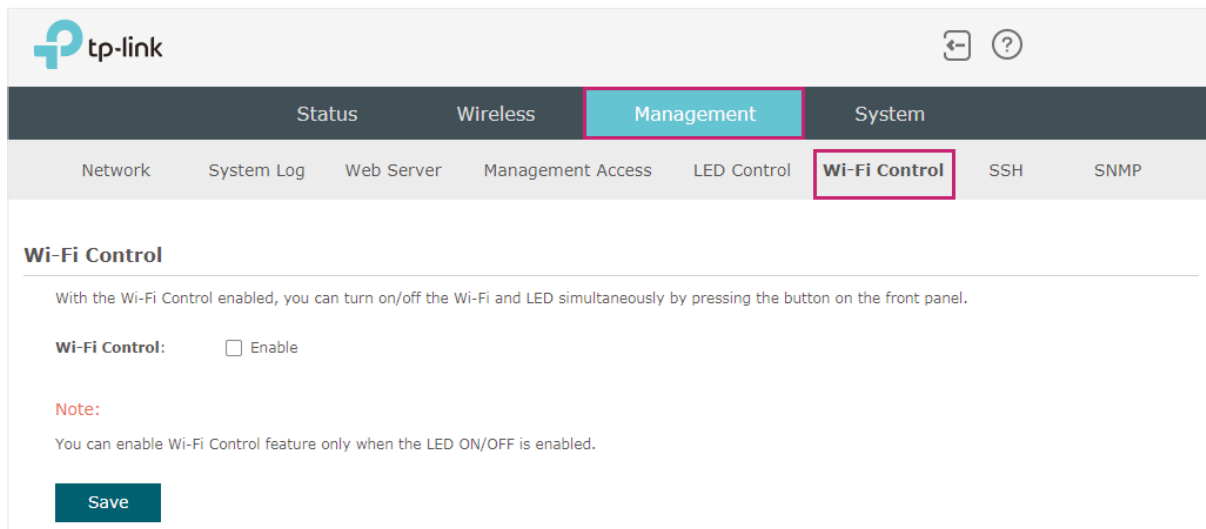 tp-link
?
Status Wireless Management System
Network System Log Web Server Management Access LED Control Wi-Fi Control SSH SNMP
Wi-Fi Control
With the Wi-Fi Control enabled, you can turn on/off the Wi-Fi and LED simultaneously by pressing the button on the front panel.
Wi-Fi Control: Enable
Note:
You can enable Wi-Fi Control feature only when the LED ON/OFF is enabled.
Save